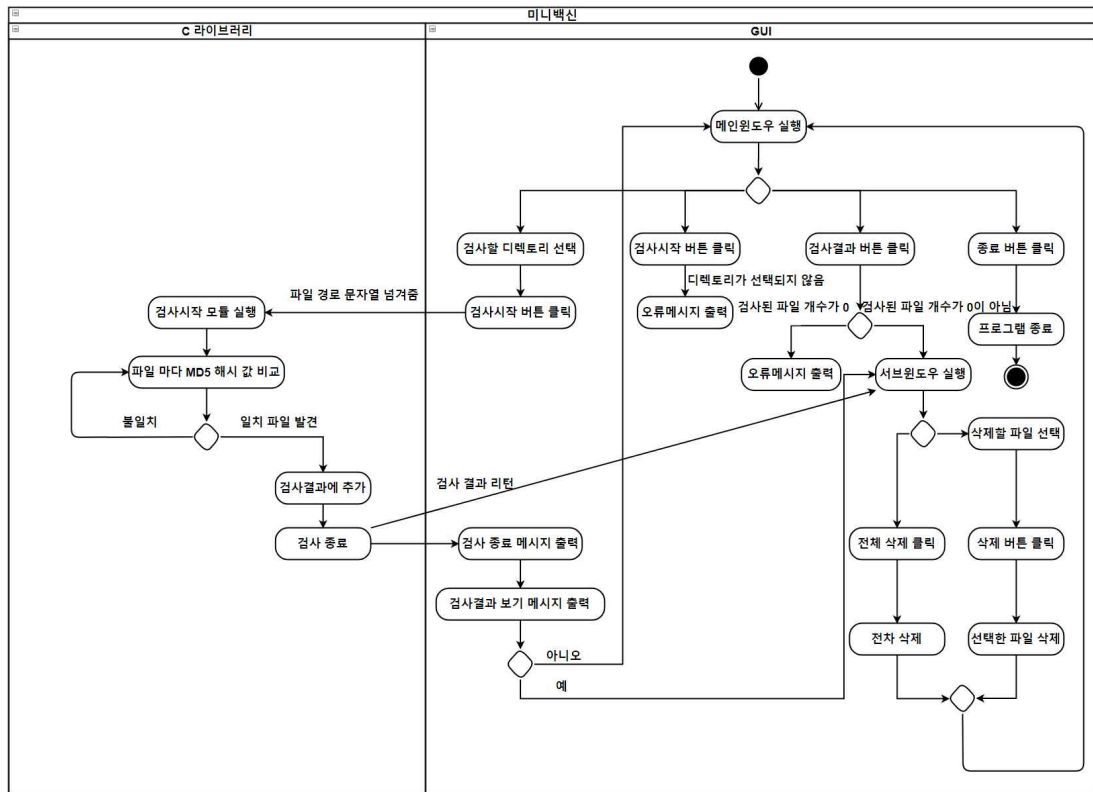 미니백신
C 라이브러리
GUI
메인윈도우 실행
검사할 디렉토리 선택
검사시작 버튼 클릭
검사결과 버튼 클릭
종료 버튼 클릭
디렉토리가 선택되지 않음
파일 경로 문자열 넘겨줌
검사시작 모듈 실행
검사시작 버튼 클릭
오류메시지 출력
검사된 파일 개수가 0
검사된 파일 개수가 0이 아님
프로그램 종료
파일 마다 MD5 해시 값 비교
오류메시지 출력
서브윈도우 실행
불일치
일치 파일 발견
삭제할 파일 선택
검사결과에 추가
검사 결과 리턴
검사 종료
검사 종료 메시지 출력
전체 삭제 클릭
삭제 버튼 클릭
검사결과 보기 메시지 출력
전차 삭제
선택한 파일 삭제
아니오
예